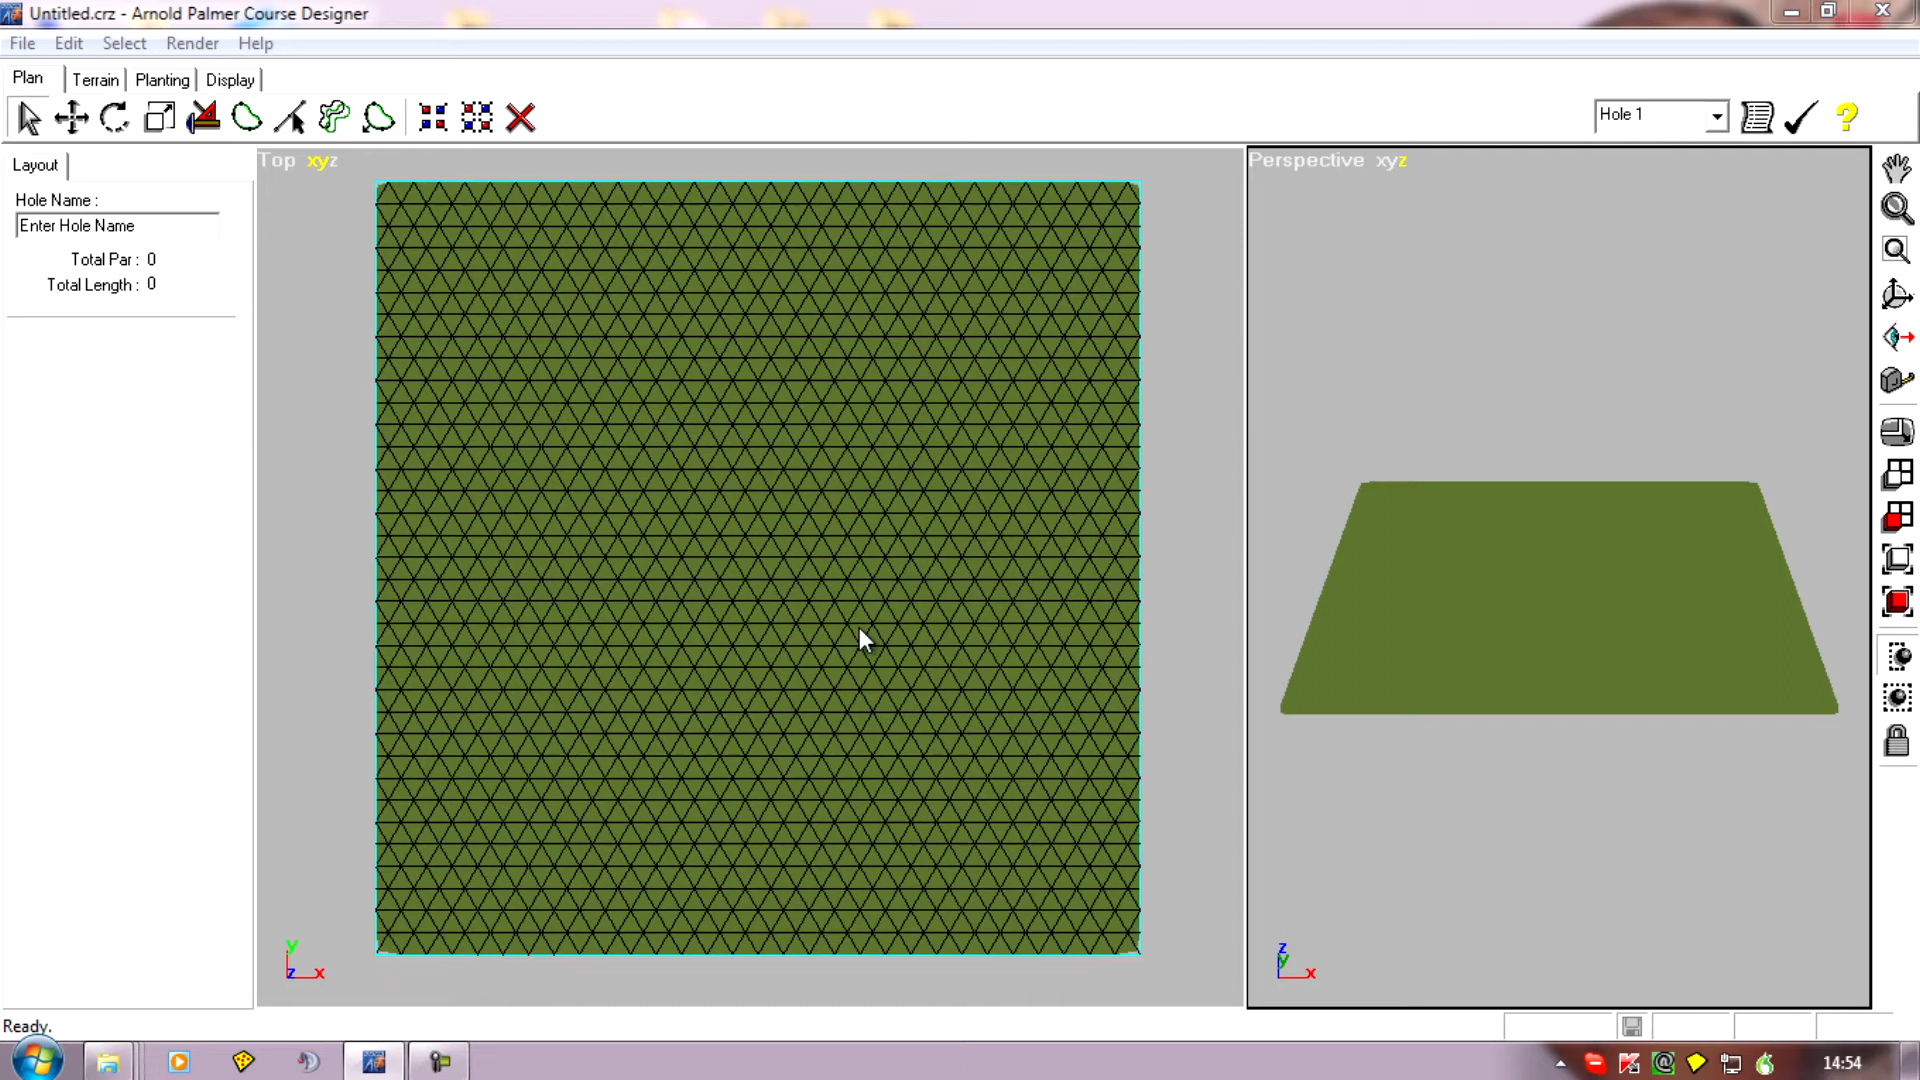 Untitled.crz - Arnold Palmer Course Designer
File Edit Select Render Help
Plan Terrain Planting Display
Hole 1
?
Layout
Hole Name :
Enter Hole Name
Total Par : 0
Total Length : 0
Top xyz
Perspective xyz
y
z x
z
y
x
Ready.
14:54